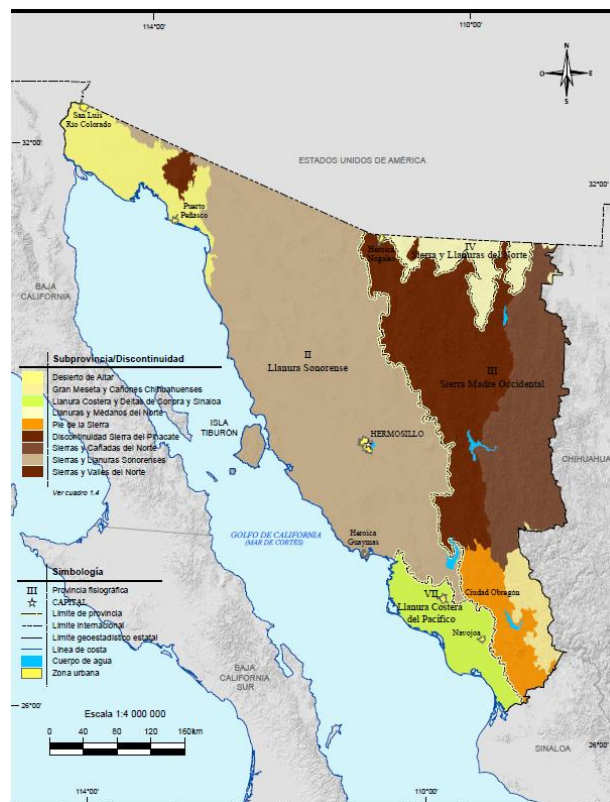 114°00'
110°00'
N
O
E
S
San Luis
Río Colorado
32°00'
ESTADOS UNIDOS DE AMÉRICA
32°00'
Puerto
Peñasco
Heroica
Nogales
IV
Sierra y Llanuras del Norte
BAJA
CALIFORNIA
II
Llanura Sonorense
III
Sierra Madre Occidental
Subprovincia/Discontinuidad
Desierto de Altar
Gran Meseta y Cañones Chihuahuenses
Llanura Costera y Deltas de Sonora y Sinaloa
Llanuras y Médanos del Norte
Pie de la Sierra
Discontinuidad Sierra del Pinacate
Sierras y Cañadas del Norte
Sierras y Llanuras Sonorenses
Sierras y Valles del Norte
Ver cuadro 1.4
ISLA
TIBURÓN
HERMOSILLO
CHIHUAHUA
GOLFO DE CALIFORNIA
(MAR DE CORTÉS)
Heroica
Guaymas
Simbología
III Provincia fisiográfica
CAPITAL
Límite de provincia
Límite internacional
Límite geoestadístico estatal
Línea de costa
Cuerpo de agua
Zona urbana
Ciudad Obregón
VII
Llanura Costera
del Pacífico
Navojoa
BAJA
CALIFORNIA
SUR
26°00'
Escala 1:4 000 000
0 40 80 120 160km
26°00'
SINALOA
114°00'
110°00'